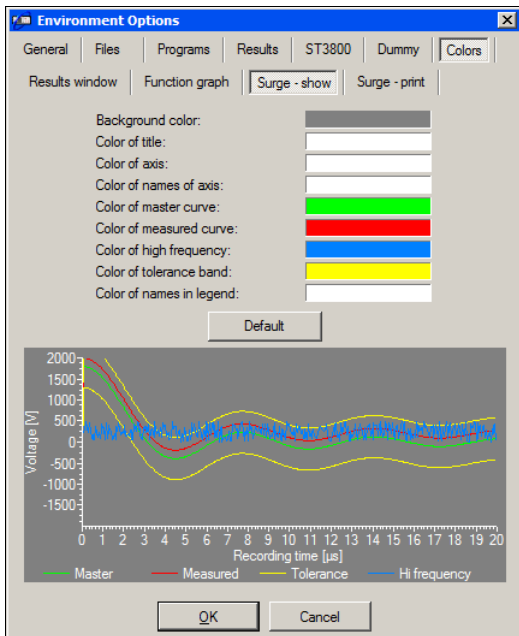 Environment Options
General Files Programs Results ST3800 Dummy Colors
Results window Function graph Surge - show Surge - print
Background color:
Color of title:
Color of axis:
Color of names of axis:
Color of master curve:
Color of measured curve:
Color of high frequency:
Color of tolerance band:
Color of names in legend:
Default
Voltage [V]
2000
1500
1000
500
0
-500
-1000
-1500
0 1 2 3 4 5 6 7 8 9 10 11 12 13 14 15 16 17 18 19 20
Recording time [µs]
Master Measured Tolerance Hi frequency
OK Cancel